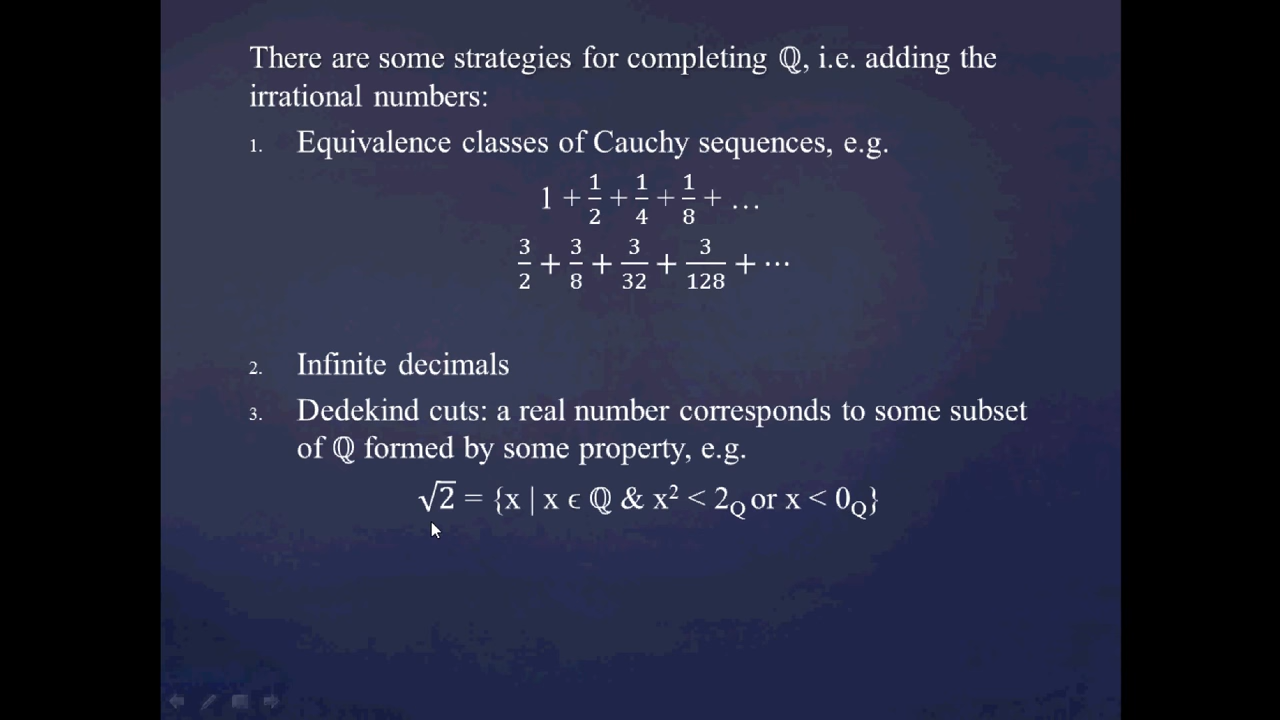 There are some strategies for completing ℚ, i.e. adding the
irrational numbers:
1. Equivalence classes of Cauchy sequences, e.g.
1 + 1/2 + 1/4 + 1/8 + …
3/2 + 3/8 + 3/32 + 3/128 + ⋯
2. Infinite decimals
3. Dedekind cuts: a real number corresponds to some subset
of ℚ formed by some property, e.g.
√2 = {x | x ϵ ℚ & x² < 2_Q or x < 0_Q}